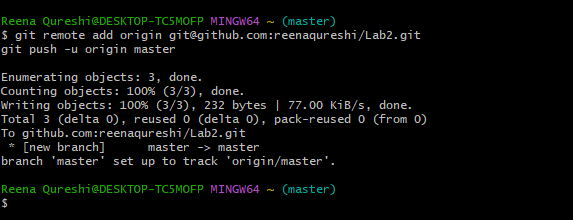 Reena Qureshi@DESKTOP-TC5MOFP MINGW64 ~ (master)
$ git remote add origin git@github.com:reenaqureshi/Lab2.git
git push -u origin master
Enumerating objects: 3, done.
Counting objects: 100% (3/3), done.
Writing objects: 100% (3/3), 232 bytes | 77.00 KiB/s, done.
Total 3 (delta 0), reused 0 (delta 0), pack-reused 0 (from 0)
To github.com:reenaqureshi/Lab2.git
 * [new branch]      master -> master
branch 'master' set up to track 'origin/master'.
Reena Qureshi@DESKTOP-TC5MOFP MINGW64 ~ (master)
$